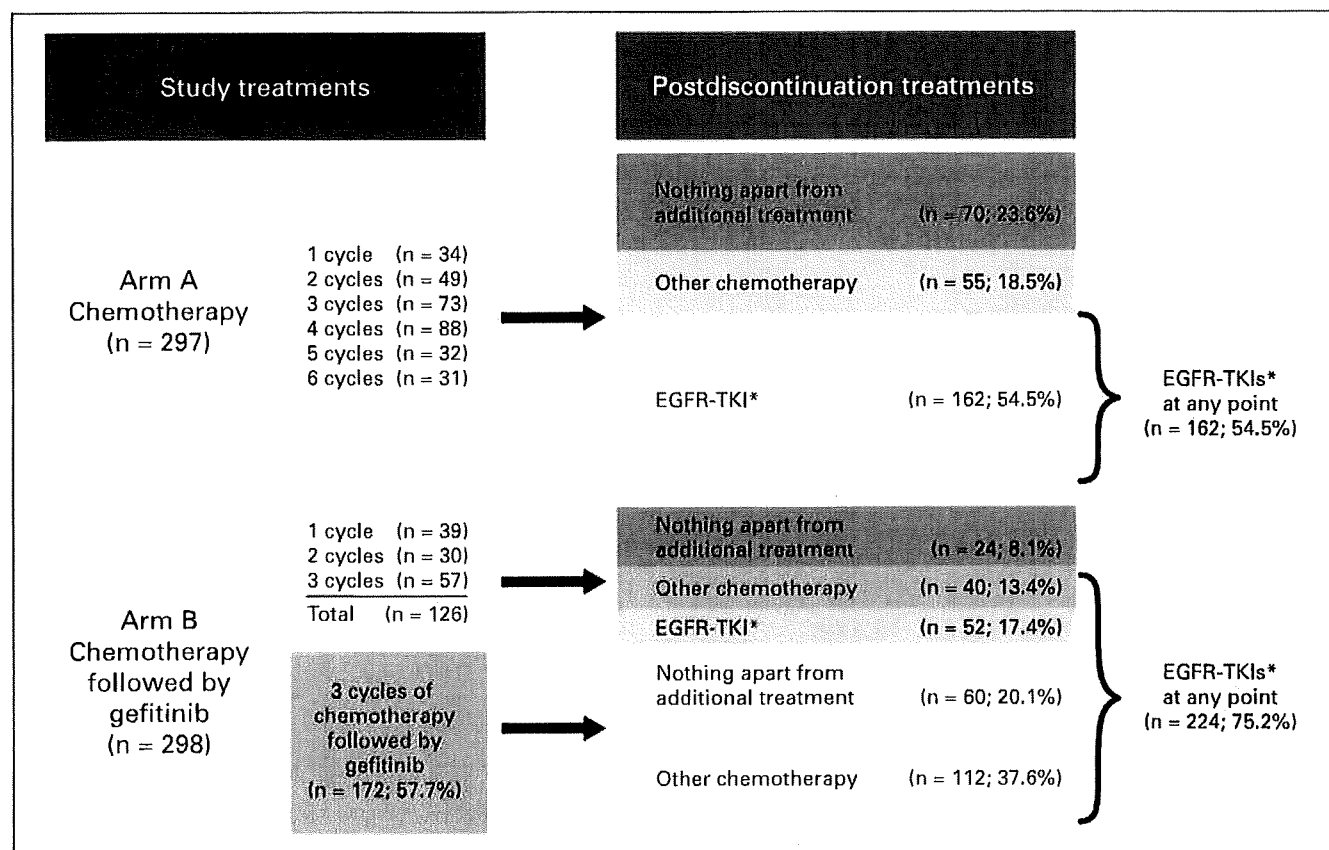 Study treatments
Postdiscontinuation treatments
Arm A
Chemotherapy
(n = 297)
1 cycle (n = 34)
2 cycles (n = 49)
3 cycles (n = 73)
4 cycles (n = 88)
5 cycles (n = 32)
6 cycles (n = 31)
Nothing apart from
additional treatment (n = 70; 23.6%)
Other chemotherapy (n = 55; 18.5%)
EGFR-TKI* (n = 162; 54.5%)
EGFR-TKIs*
at any point
(n = 162; 54.5%)
Arm B
Chemotherapy
followed by
gefitinib
(n = 298)
1 cycle (n = 39)
2 cycles (n = 30)
3 cycles (n = 57)
Total (n = 126)
3 cycles of
chemotherapy
followed by
gefitinib
(n = 172; 57.7%)
Nothing apart from
additional treatment (n = 24; 8.1%)
Other chemotherapy (n = 40; 13.4%)
EGFR-TKI* (n = 52; 17.4%)
Nothing apart from
additional treatment (n = 60; 20.1%)
Other chemotherapy (n = 112; 37.6%)
EGFR-TKIs*
at any point
(n = 224; 75.2%)